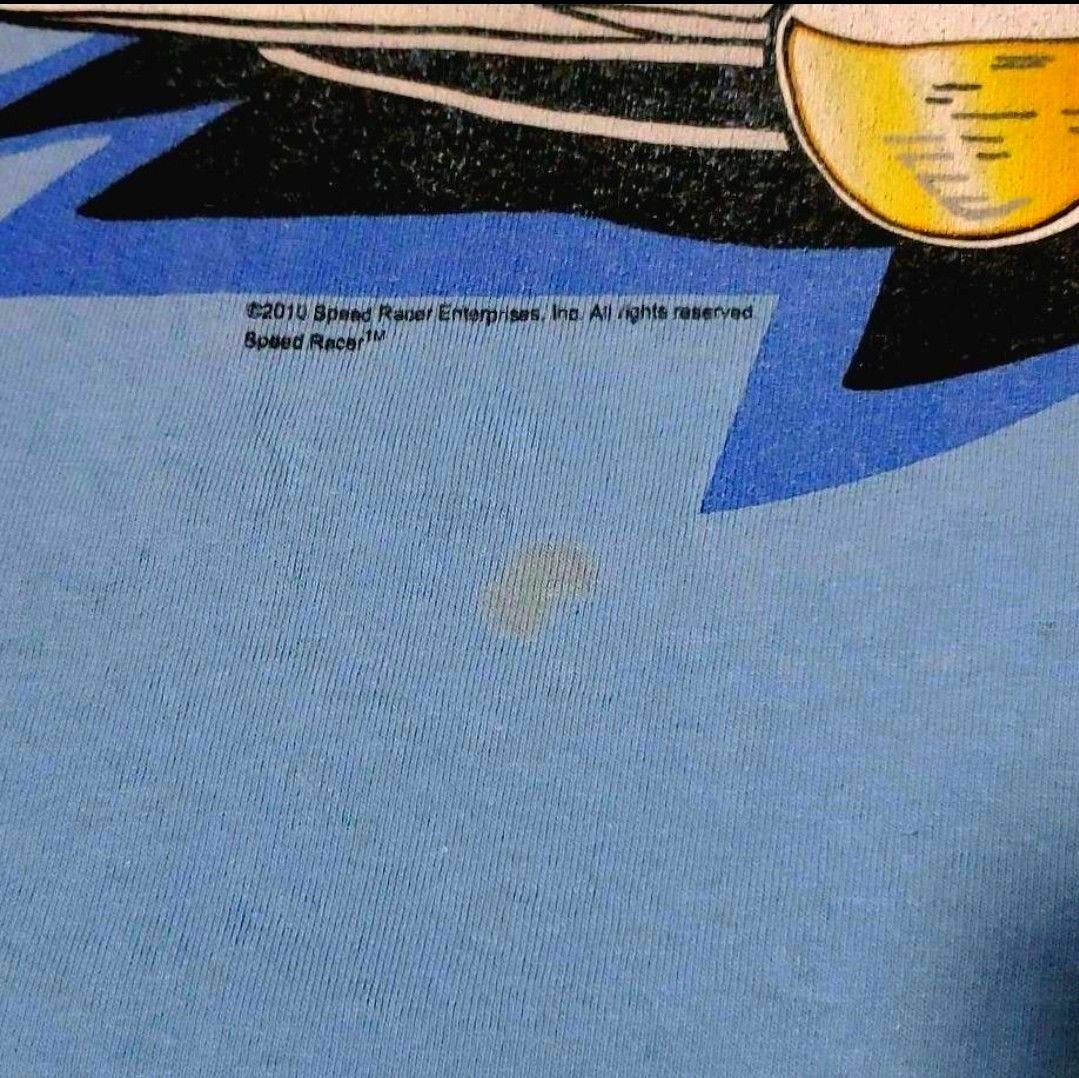 ©2010 Speed Racer Enterprises, Inc. All rights reserved.
Speed Racer™